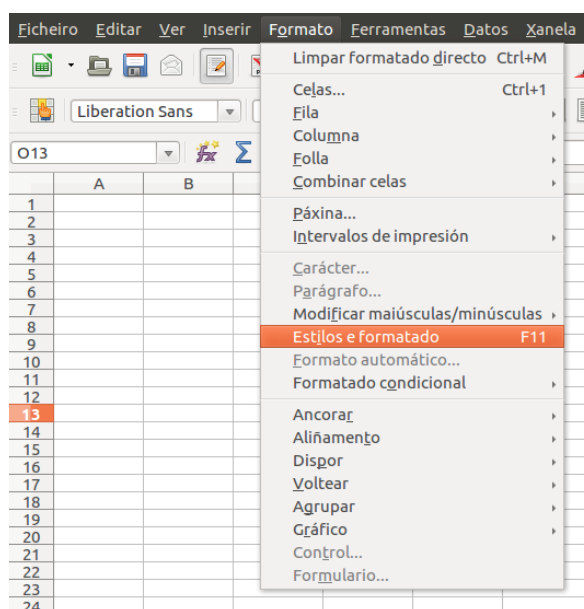 Ficheiro Editar Ver Inserir Formato Ferramentas Datos Xanela
Limpar formatado directo Ctrl+M
Celas... Ctrl+1
Liberation Sans
Fila
Columna
O13
Folla
Combinar celas
A B
Páxina...
Intervalos de impresión
Carácter...
Parágrafo...
Modificar maiúsculas/minúsculas
Estilos e formatado F11
Formato automático...
Formatado condicional
Ancorar
Aliñamento
Dispor
Voltear
Agrupar
Gráfico
Control...
Formulario...
1
2
3
4
5
6
7
8
9
10
11
12
13
14
15
16
17
18
19
20
21
22
23
24